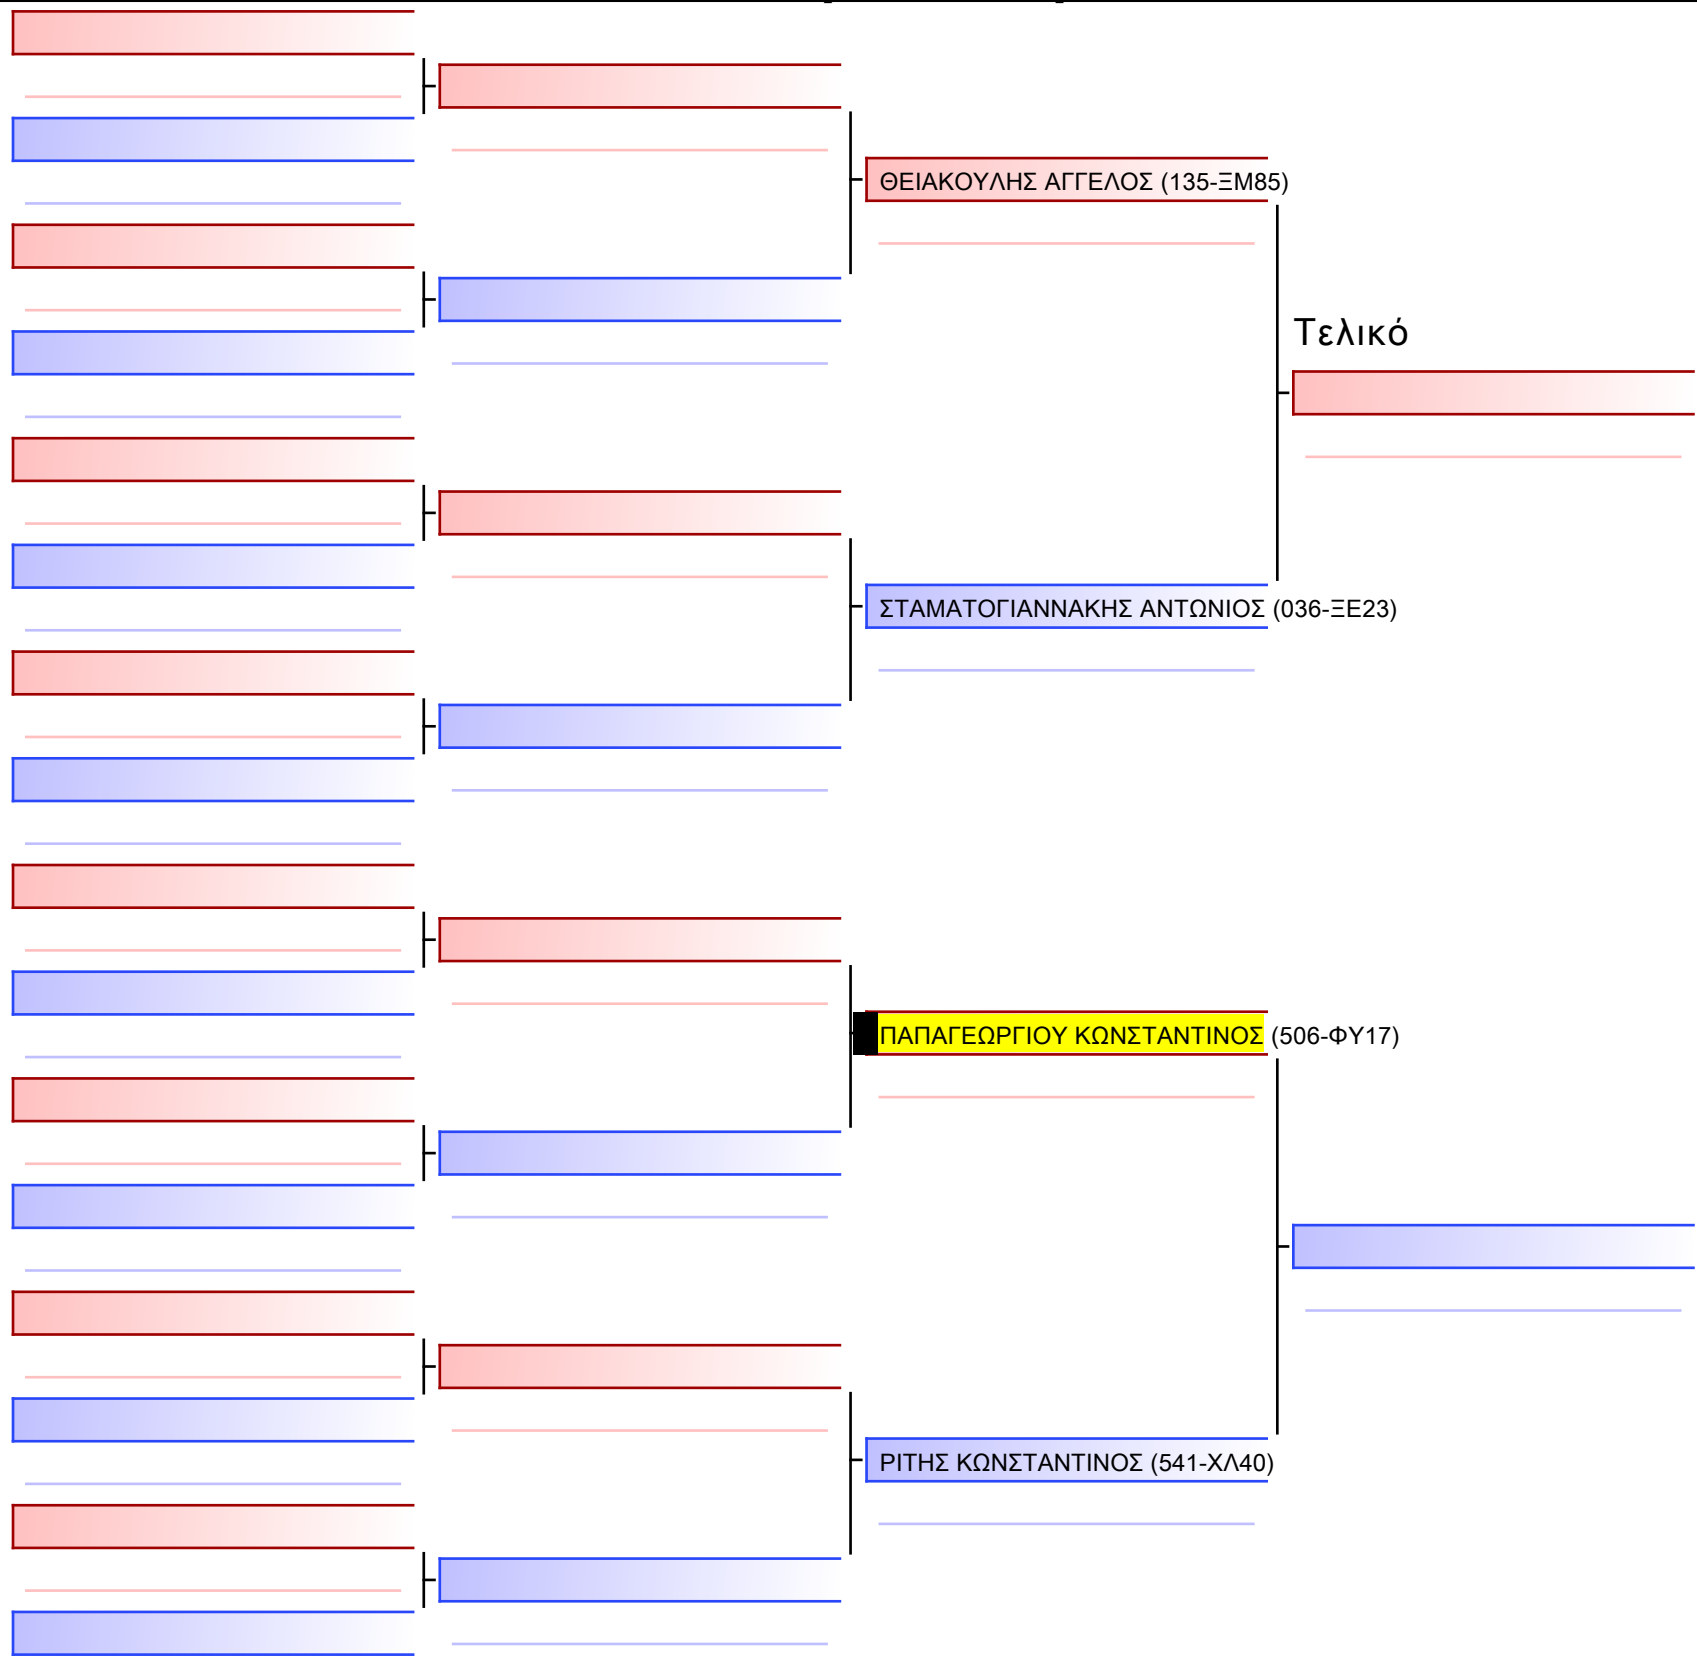 ΘΕΙΑΚΟΥΛΗΣ ΑΓΓΕΛΟΣ (135-ΞΜ85)
Τελικό
ΣΤΑΜΑΤΟΓΙΑΝΝΑΚΗΣ ΑΝΤΩΝΙΟΣ (036-ΞΕ23)
ΠΑΠΑΓΕΩΡΓΙΟΥ ΚΩΝΣΤΑΝΤΙΝΟΣ (506-ΦΥ17)
ΡΙΤΗΣ ΚΩΝΣΤΑΝΤΙΝΟΣ (541-ΧΛ40)